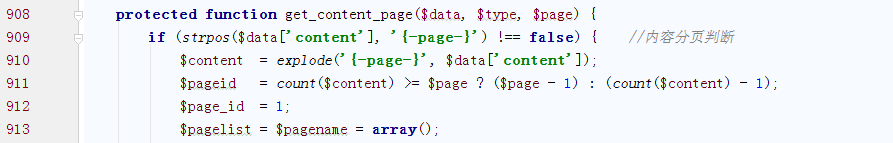 908 protected function get_content_page($data, $type, $page) {
909 if (strpos($data['content'], '{-page-}') !== false) { //内容分页判断
910 $content = explode('{-page-}', $data['content']);
911 $pageid = count($content) >= $page ? ($page - 1) : (count($content) - 1);
912 $page_id = 1;
913 $pagelist = $pagename = array();